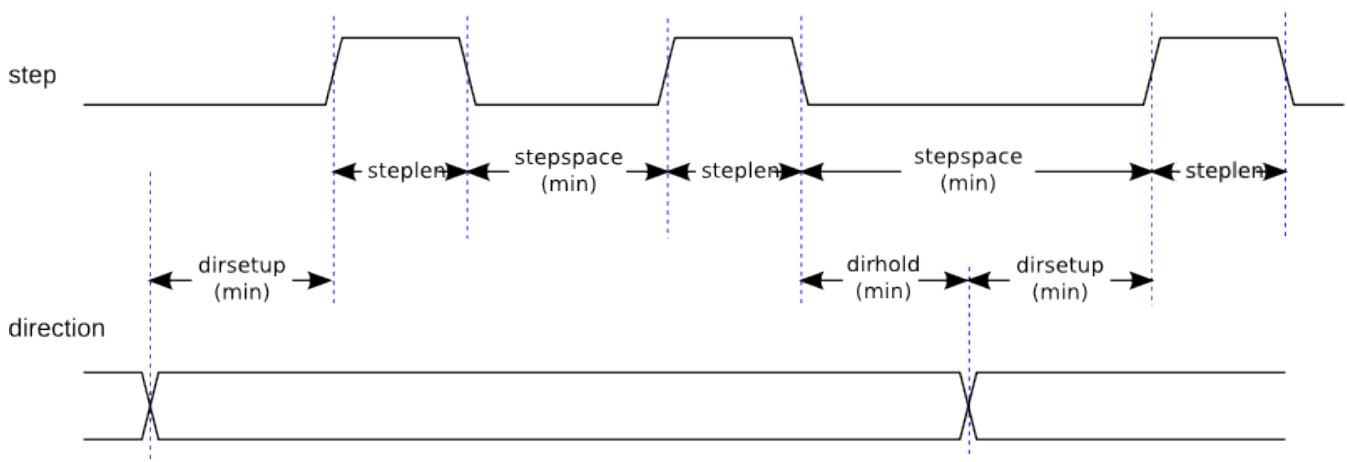 step
steplen
stepspace
(min)
steplen
stepspace
(min)
steplen
dirsetup
(min)
dirhold
(min)
dirsetup
(min)
direction